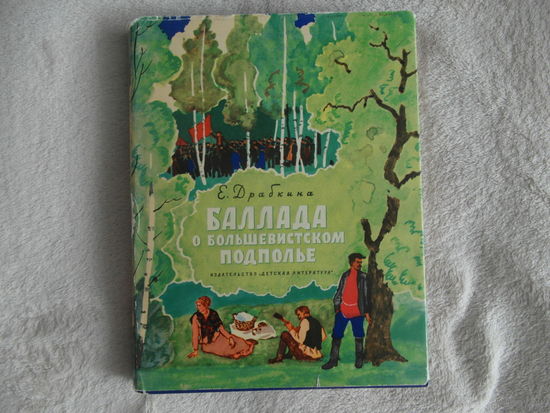 Е. Драбкина
БАЛЛАДА
О БОЛЬШЕВИСТСКОМ
ПОДПОЛЬЕ
ИЗДАТЕЛЬСТВО «ДЕТСКАЯ ЛИТЕРАТУРА»